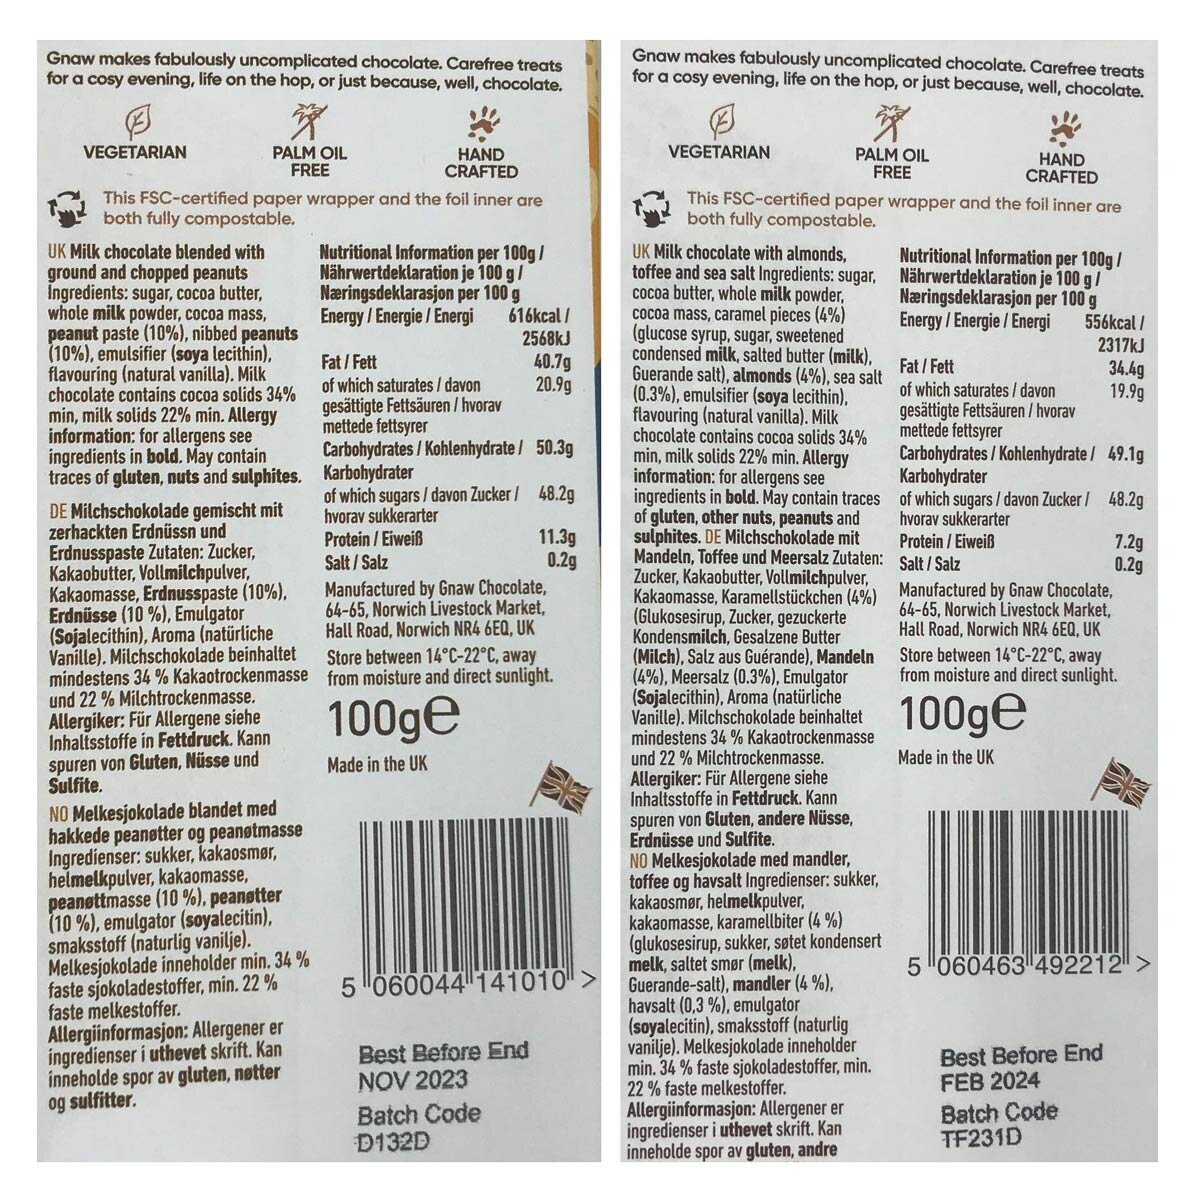 Gnaw makes fabulously uncomplicated chocolate. Carefree treats
for a cosy evening, life on the hop, or just because, well, chocolate.
VEGETARIAN
PALM OIL
FREE
HAND
CRAFTED
This FSC-certified paper wrapper and the foil inner are
both fully compostable.
UK Milk chocolate blended with
ground and chopped peanuts
Ingredients: sugar, cocoa butter,
whole milk powder, cocoa mass,
peanut paste (10%), nibbed peanuts
(10%), emulsifier (soya lecithin),
flavouring (natural vanilla). Milk
chocolate contains cocoa solids 34%
min, milk solids 22% min. Allergy
information: for allergens see
ingredients in bold. May contain
traces of gluten, nuts and sulphites.
DE Milchschokolade gemischt mit
zerhackten Erdnüssn und
Erdnusspaste Zutaten: Zucker,
Kakaobutter, Vollmilchpulver,
Kakaomasse, Erdnusspaste (10%),
Erdnüsse (10 %), Emulgator
(Sojalecithin), Aroma (natürliche
Vanille). Milchschokolade beinhaltet
mindestens 34 % Kakaotrockenmasse
und 22 % Milchtrockenmasse.
Allergiker: Für Allergene siehe
Inhaltsstoffe in Fettdruck. Kann
spuren von Gluten, Nüsse und
Sulfite.
NO Melkesjokolade blandet med
hakkede peanøtter og peanøtmasse
Ingredienser: sukker, kakaosmør,
helmelkpulver, kakaomasse,
peanøttmasse (10 %), peanøtter
(10 %), emulgator (soyalecitin),
smaksstoff (naturlig vanilje).
Melkesjokolade inneholder min. 34 %
faste sjokoladestoffer, min. 22 %
faste melkestoffer.
Allergiinformasjon: Allergener er
ingredienser i uthevet skrift. Kan
inneholde spor av gluten, nøtter
og sulfitter.
Nutritional Information per 100g /
Nährwertdeklaration je 100 g /
Næringsdeklarasjon per 100 g
Energy / Energie / Energi 616kcal /
2568kJ
Fat / Fett 40.7g
of which saturates / davon 20.9g
gesättigte Fettsäuren / hvorav
mettede fettsyrer
Carbohydrates / Kohlenhydrate / 50.3g
Karbohydrater
of which sugars / davon Zucker / 48.2g
hvorav sukkerarter
Protein / Eiweiß 11.3g
Salt / Salz 0.2g
Manufactured by Gnaw Chocolate,
64-65, Norwich Livestock Market,
Hall Road, Norwich NR4 6EQ, UK
Store between 14°C-22°C, away
from moisture and direct sunlight.
100g℮
Made in the UK
5 060044 141010 >
Best Before End
NOV 2023
Batch Code
D132D
Gnaw makes fabulously uncomplicated chocolate. Carefree treats
for a cosy evening, life on the hop, or just because, well, chocolate.
VEGETARIAN
PALM OIL
FREE
HAND
CRAFTED
This FSC-certified paper wrapper and the foil inner are
both fully compostable.
UK Milk chocolate with almonds,
toffee and sea salt Ingredients: sugar,
cocoa butter, whole milk powder,
cocoa mass, caramel pieces (4%)
(glucose syrup, sugar, sweetened
condensed milk, salted butter (milk),
Guerande salt), almonds (4%), sea salt
(0.3%), emulsifier (soya lecithin),
flavouring (natural vanilla). Milk
chocolate contains cocoa solids 34%
min, milk solids 22% min. Allergy
information: for allergens see
ingredients in bold. May contain traces
of gluten, other nuts, peanuts and
sulphites. DE Milchschokolade mit
Mandeln, Toffee und Meersalz Zutaten:
Zucker, Kakaobutter, Vollmilchpulver,
Kakaomasse, Karamellstückchen (4%)
(Glukosesirup, Zucker, gezuckerte
Kondensmilch, Gesalzene Butter
(Milch), Salz aus Guérande), Mandeln
(4%), Meersalz (0.3%), Emulgator
(Sojalecithin), Aroma (natürliche
Vanille). Milchschokolade beinhaltet
mindestens 34 % Kakaotrockenmasse
und 22 % Milchtrockenmasse.
Allergiker: Für Allergene siehe
Inhaltsstoffe in Fettdruck. Kann
spuren von Gluten, andere Nüsse,
Erdnüsse und Sulfite.
NO Melkesjokolade med mandler,
toffee og havsalt Ingredienser: sukker,
kakaosmør, helmelkpulver,
kakaomasse, karamellbiter (4 %)
(glukosesirup, sukker, søtet kondensert
melk, saltet smør (melk),
Guerande-salt), mandler (4 %),
havsalt (0,3 %), emulgator
(soyalecitin), smaksstoff (naturlig
vanilje). Melkesjokolade inneholder
min. 34 % faste sjokoladestoffer, min.
22 % faste melkestoffer.
Allergiinformasjon: Allergener er
ingredienser i uthevet skrift. Kan
inneholde spor av gluten, andre
Nutritional Information per 100g /
Nährwertdeklaration je 100 g /
Næringsdeklarasjon per 100 g
Energy / Energie / Energi 556kcal /
2317kJ
Fat / Fett 34.4g
of which saturates / davon 19.9g
gesättigte Fettsäuren / hvorav
mettede fettsyrer
Carbohydrates / Kohlenhydrate / 49.1g
Karbohydrater
of which sugars / davon Zucker / 48.2g
hvorav sukkerarter
Protein / Eiweiß 7.2g
Salt / Salz 0.2g
Manufactured by Gnaw Chocolate,
64-65, Norwich Livestock Market,
Hall Road, Norwich NR4 6EQ, UK
Store between 14°C-22°C, away
from moisture and direct sunlight.
100g℮
Made in the UK
5 060463 492212 >
Best Before End
FEB 2024
Batch Code
TF231D